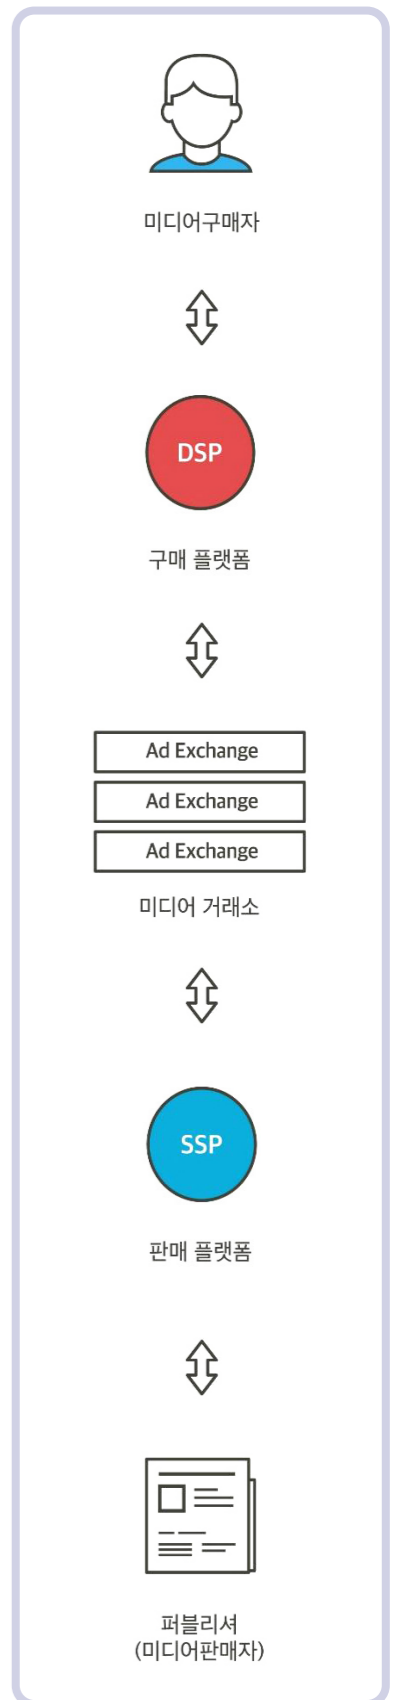 미디어구매자
DSP
구매 플랫폼
Ad Exchange
Ad Exchange
Ad Exchange
미디어 거래소
SSP
판매 플랫폼
퍼블리셔
(미디어판매자)